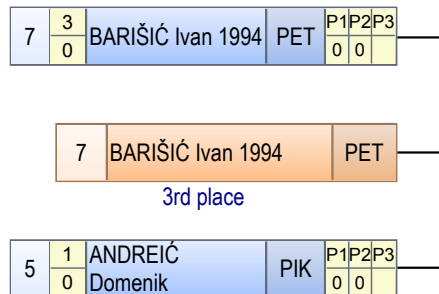 7 3 0 BARIŠIĆ Ivan 1994 PET P1 P2 P3 0 0
7 BARIŠIĆ Ivan 1994 PET
3rd place
5 1 0 ANDREIĆ PIK P1 P2 P3 0 0
Domenik